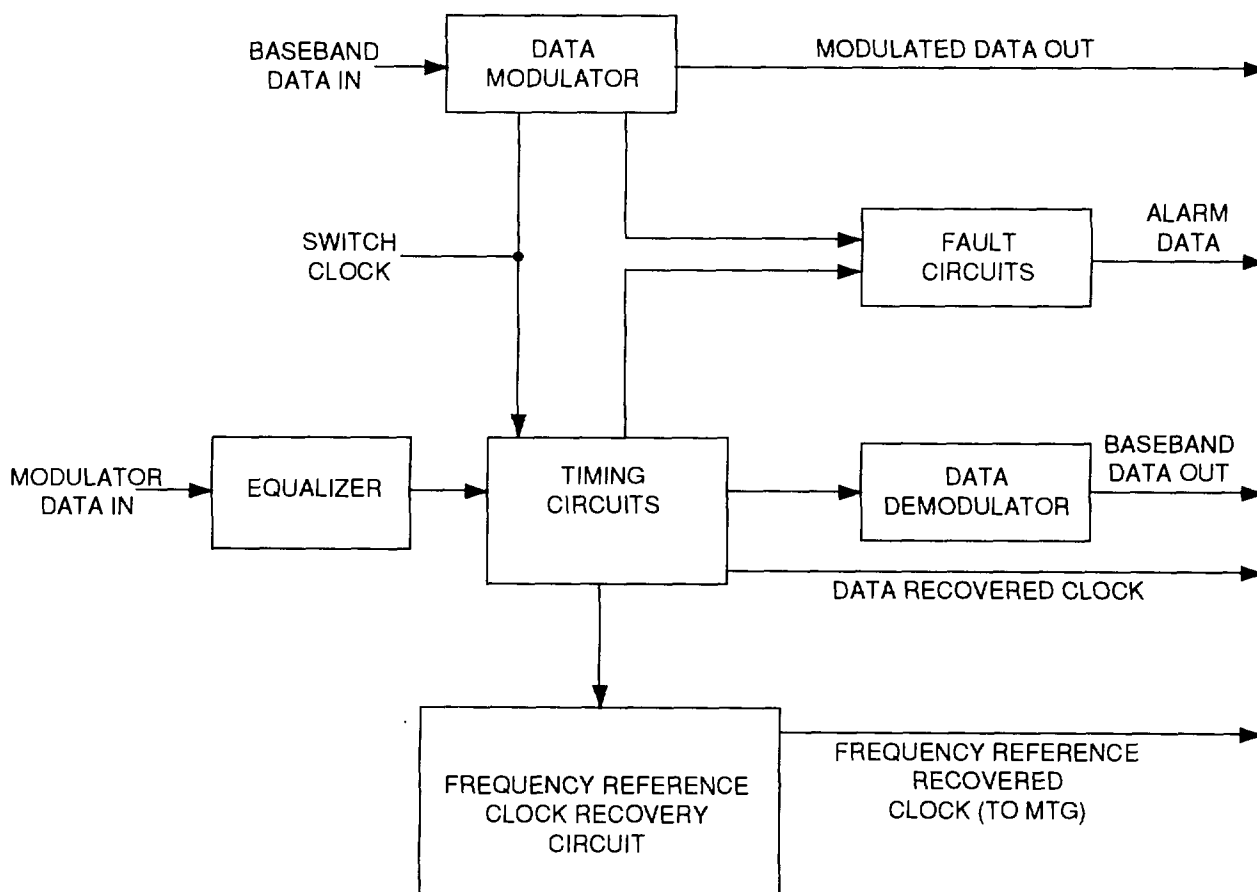 BASEBAND
DATA IN
DATA
MODULATOR
MODULATED DATA OUT
SWITCH
CLOCK
FAULT
CIRCUITS
ALARM
DATA
MODULATOR
DATA IN
EQUALIZER
TIMING
CIRCUITS
DATA
DEMODULATOR
BASEBAND
DATA OUT
DATA RECOVERED CLOCK
FREQUENCY REFERENCE
CLOCK RECOVERY
CIRCUIT
FREQUENCY REFERENCE
RECOVERED
CLOCK (TO MTG)